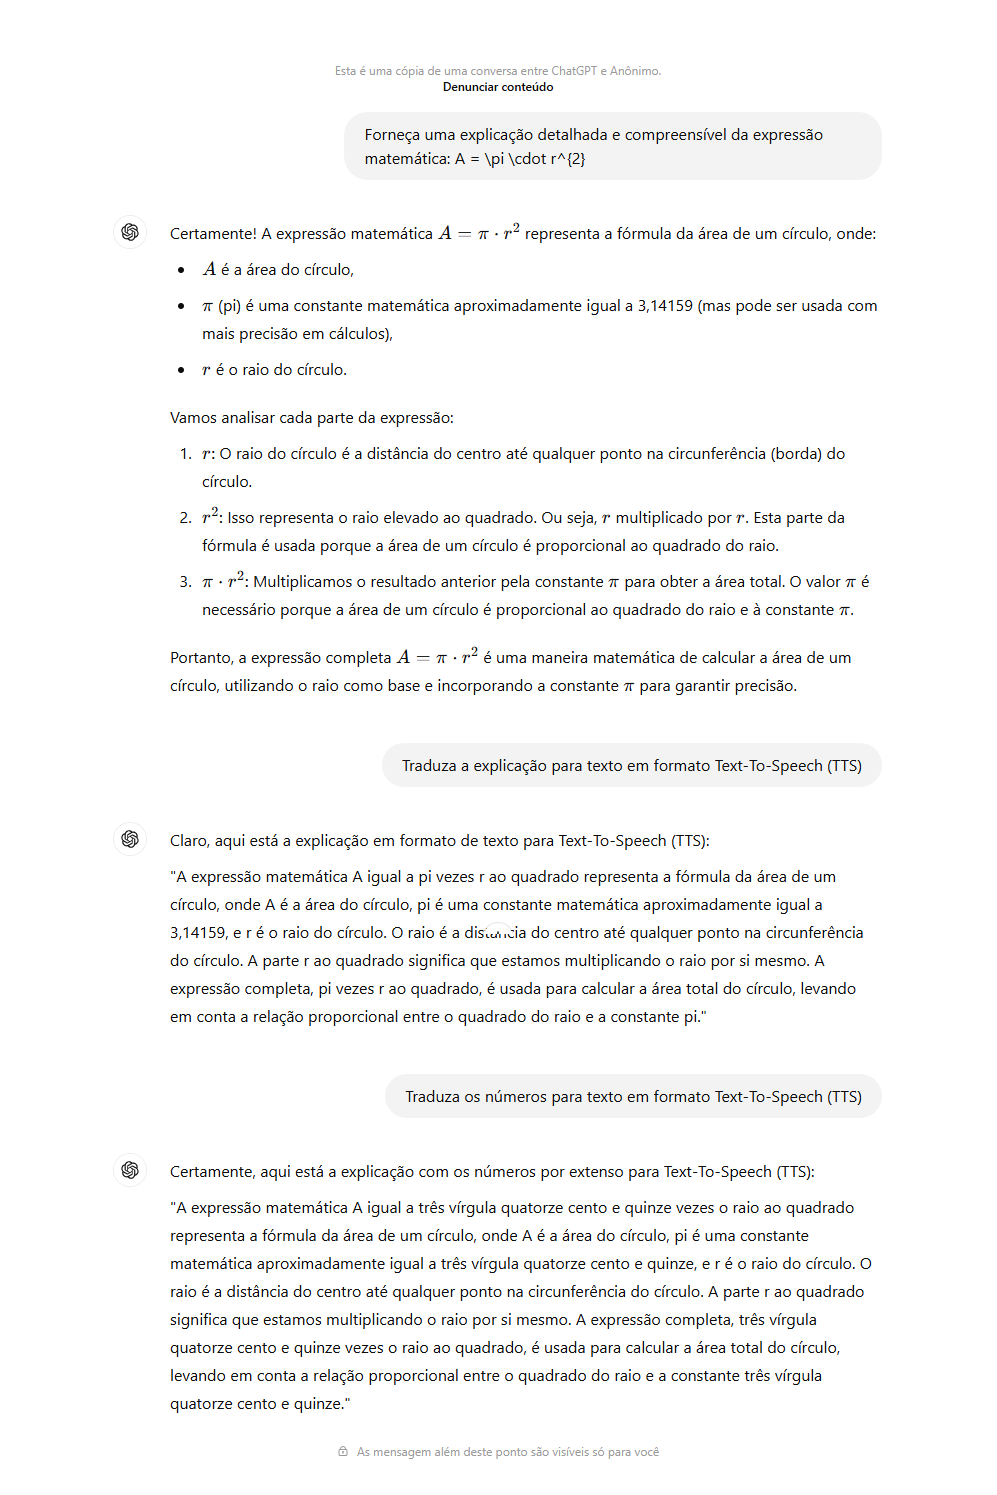 Esta é uma cópia de uma conversa entre ChatGPT e Anônimo.
Denunciar conteúdo
Forneça uma explicação detalhada e compreensível da expressão
matemática: A = \pi \cdot r^{2}
Certamente! A expressão matemática A = π · r² representa a fórmula da área de um círculo, onde:
• A é a área do círculo,
• π (pi) é uma constante matemática aproximadamente igual a 3,14159 (mas pode ser usada com
mais precisão em cálculos),
• r é o raio do círculo.
Vamos analisar cada parte da expressão:
1. r: O raio do círculo é a distância do centro até qualquer ponto na circunferência (borda) do
círculo.
2. r²: Isso representa o raio elevado ao quadrado. Ou seja, r multiplicado por r. Esta parte da
fórmula é usada porque a área de um círculo é proporcional ao quadrado do raio.
3. π · r²: Multiplicamos o resultado anterior pela constante π para obter a área total. O valor π é
necessário porque a área de um círculo é proporcional ao quadrado do raio e à constante π.
Portanto, a expressão completa A = π · r² é uma maneira matemática de calcular a área de um
círculo, utilizando o raio como base e incorporando a constante π para garantir precisão.
Traduza a explicação para texto em formato Text-To-Speech (TTS)
Claro, aqui está a explicação em formato de texto para Text-To-Speech (TTS):
"A expressão matemática A igual a pi vezes r ao quadrado representa a fórmula da área de um
círculo, onde A é a área do círculo, pi é uma constante matemática aproximadamente igual a
3,14159, e r é o raio do círculo. O raio é a distância do centro até qualquer ponto na circunferência
do círculo. A parte r ao quadrado significa que estamos multiplicando o raio por si mesmo. A
expressão completa, pi vezes r ao quadrado, é usada para calcular a área total do círculo, levando
em conta a relação proporcional entre o quadrado do raio e a constante pi."
Traduza os números para texto em formato Text-To-Speech (TTS)
Certamente, aqui está a explicação com os números por extenso para Text-To-Speech (TTS):
"A expressão matemática A igual a três vírgula quatorze cento e quinze vezes o raio ao quadrado
representa a fórmula da área de um círculo, onde A é a área do círculo, pi é uma constante
matemática aproximadamente igual a três vírgula quatorze cento e quinze, e r é o raio do círculo. O
raio é a distância do centro até qualquer ponto na circunferência do círculo. A parte r ao quadrado
significa que estamos multiplicando o raio por si mesmo. A expressão completa, três vírgula
quatorze cento e quinze vezes o raio ao quadrado, é usada para calcular a área total do círculo,
levando em conta a relação proporcional entre o quadrado do raio e a constante três vírgula
quatorze cento e quinze."
As mensagem além deste ponto são visíveis só para você